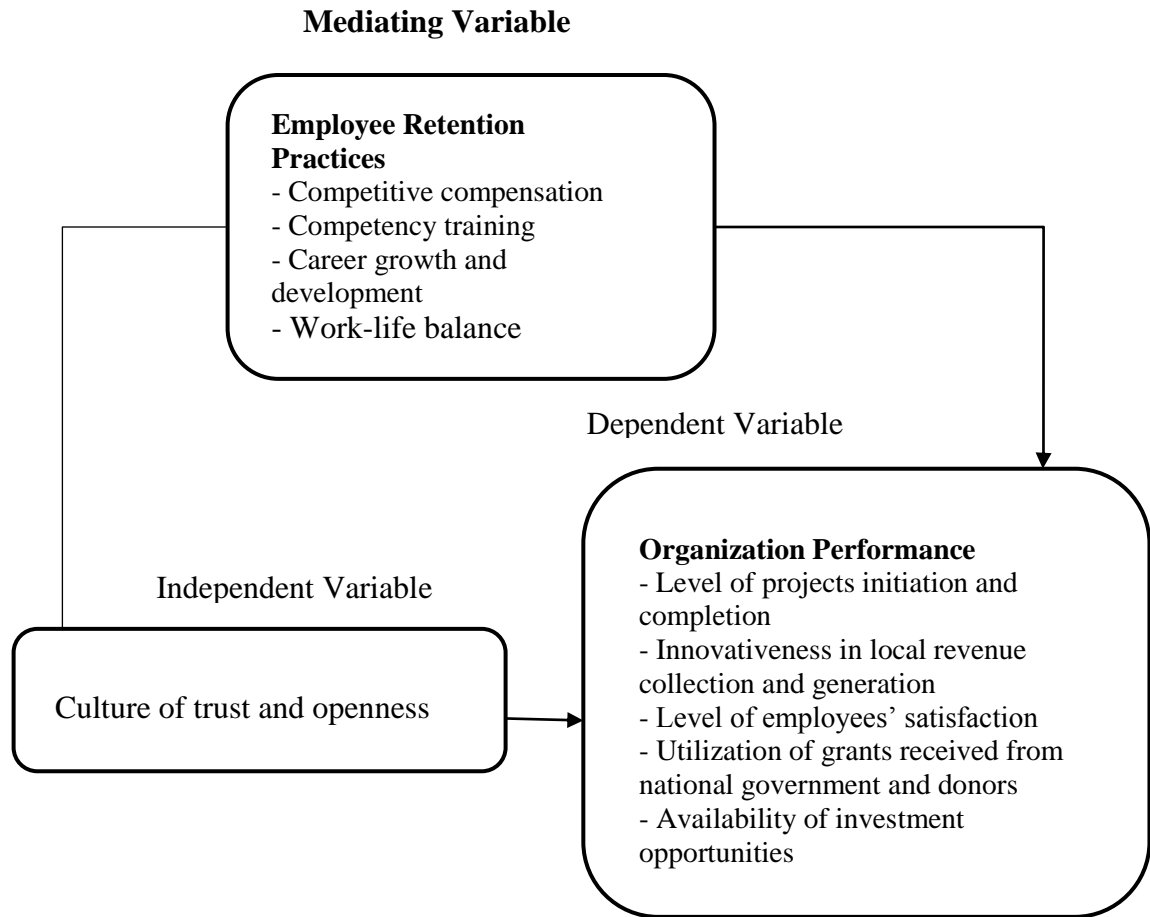 Mediating Variable
Employee Retention
Practices
- Competitive compensation
- Competency training
- Career growth and
development
- Work-life balance
Dependent Variable
Organization Performance
- Level of projects initiation and
completion
- Innovativeness in local revenue
collection and generation
- Level of employees’ satisfaction
- Utilization of grants received from
national government and donors
- Availability of investment
opportunities
Independent Variable
Culture of trust and openness